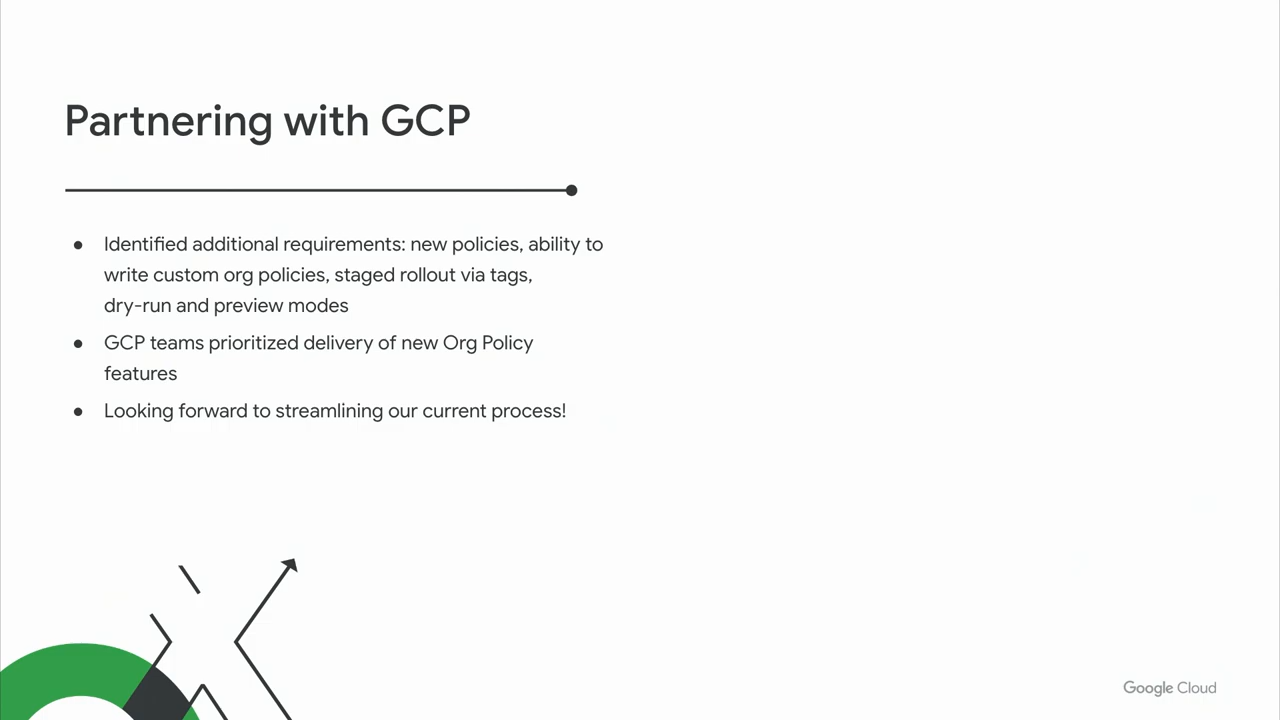 Partnering with GCP
● Identified additional requirements: new policies, ability to
write custom org policies, staged rollout via tags,
dry-run and preview modes
● GCP teams prioritized delivery of new Org Policy
features
● Looking forward to streamlining our current process!
Google Cloud